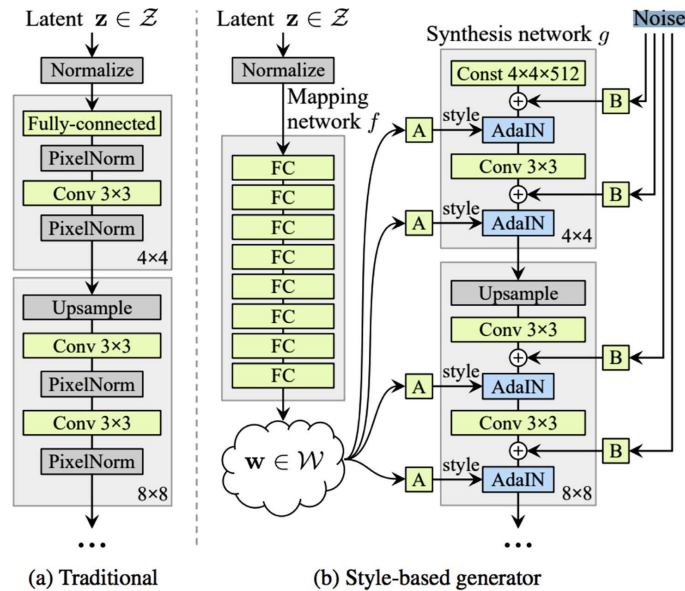 Latent z ∈ Z
Normalize
Fully-connected
PixelNorm
Conv 3×3
PixelNorm
4×4
Upsample
Conv 3×3
PixelNorm
Conv 3×3
PixelNorm
8×8
...
(a) Traditional
Latent z ∈ Z
Normalize
Mapping
network f
FC
FC
FC
FC
FC
FC
FC
FC
w ∈ W
Noise
Synthesis network g
Const 4×4×512
B
A
style
AdaIN
Conv 3×3
B
A
style
AdaIN
4×4
Upsample
Conv 3×3
B
A
style
AdaIN
Conv 3×3
B
A
style
AdaIN
8×8
...
(b) Style-based generator